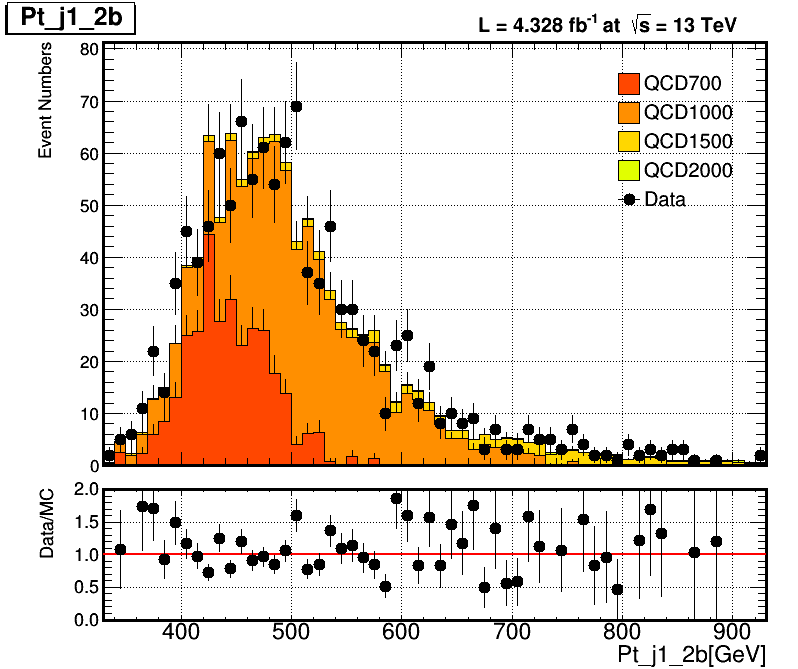 Pt_j1_2b
L = 4.328 fb⁻¹ at √s = 13 TeV
Event Numbers
80
70
60
50
40
30
20
10
0
QCD700
QCD1000
QCD1500
QCD2000
Data
Data/MC
2.0
1.5
1.0
0.5
0.0
400 500 600 700 800 900
Pt_j1_2b[GeV]